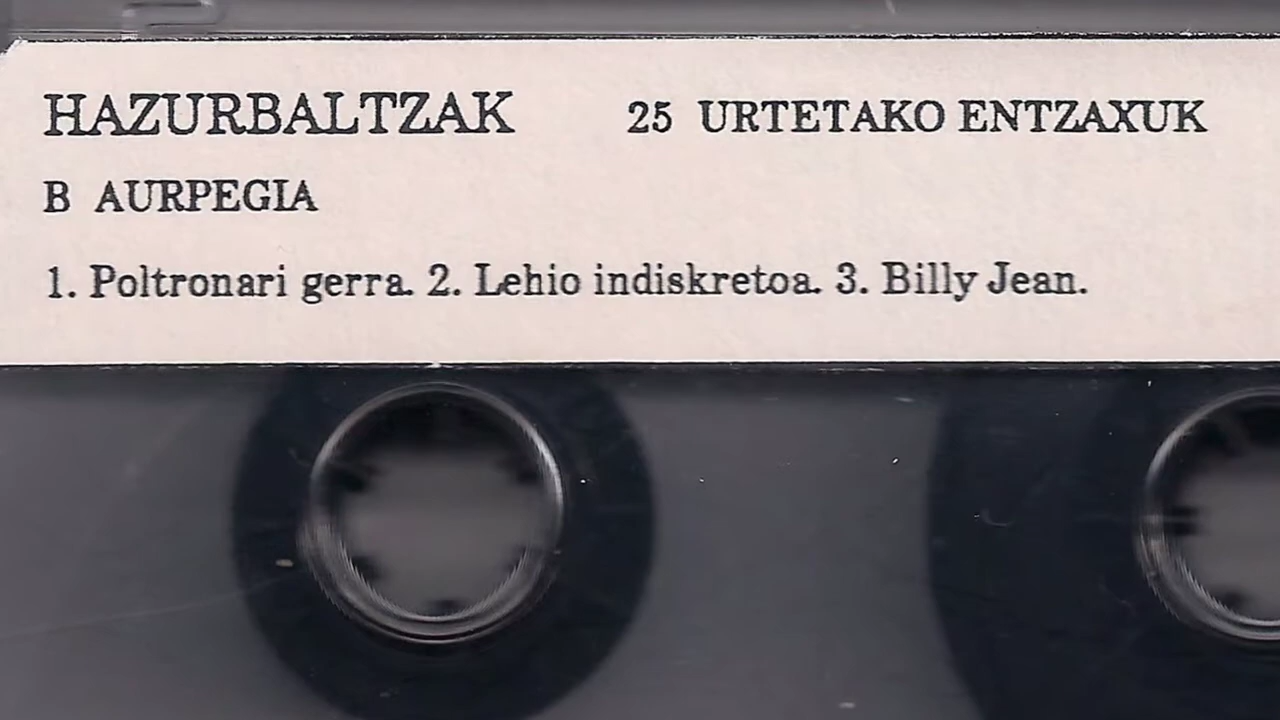 HAZURBALTZAK 25 URTETAKO ENTZAXUK
B AURPEGIA
1. Poltronari gerra. 2. Lehio indiskretoa. 3. Billy Jean.